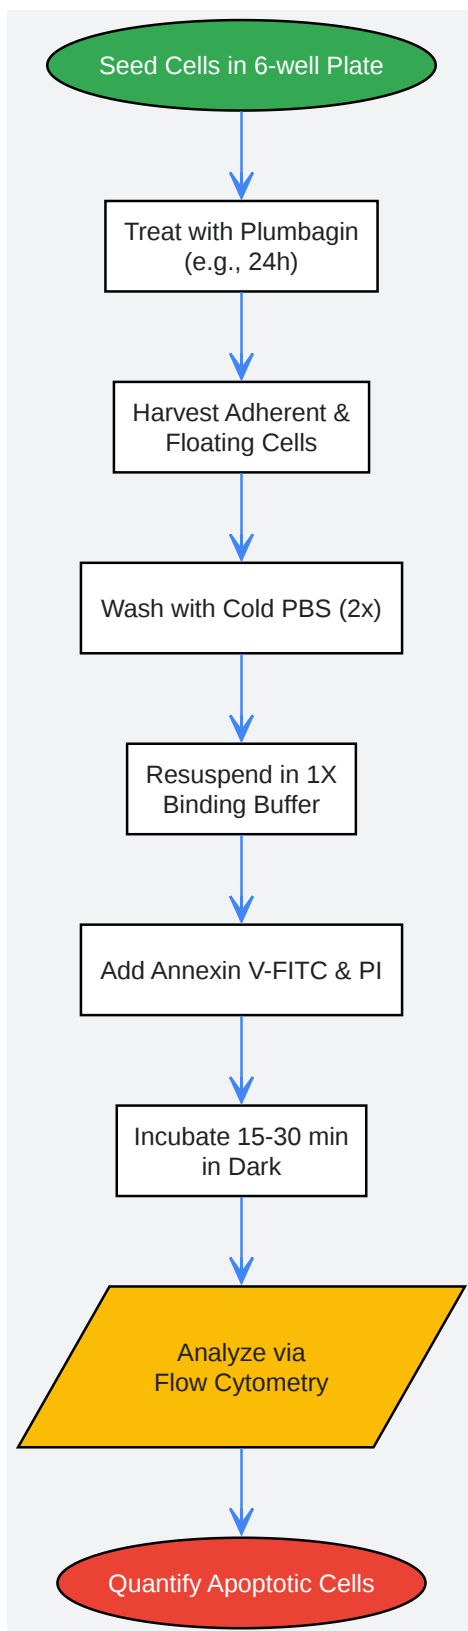 Seed Cells in 6-well Plate
Treat with Plumbagin
(e.g., 24h)
Harvest Adherent &
Floating Cells
Wash with Cold PBS (2x)
Resuspend in 1X
Binding Buffer
Add Annexin V-FITC & PI
Incubate 15-30 min
in Dark
Analyze via
Flow Cytometry
Quantify Apoptotic Cells